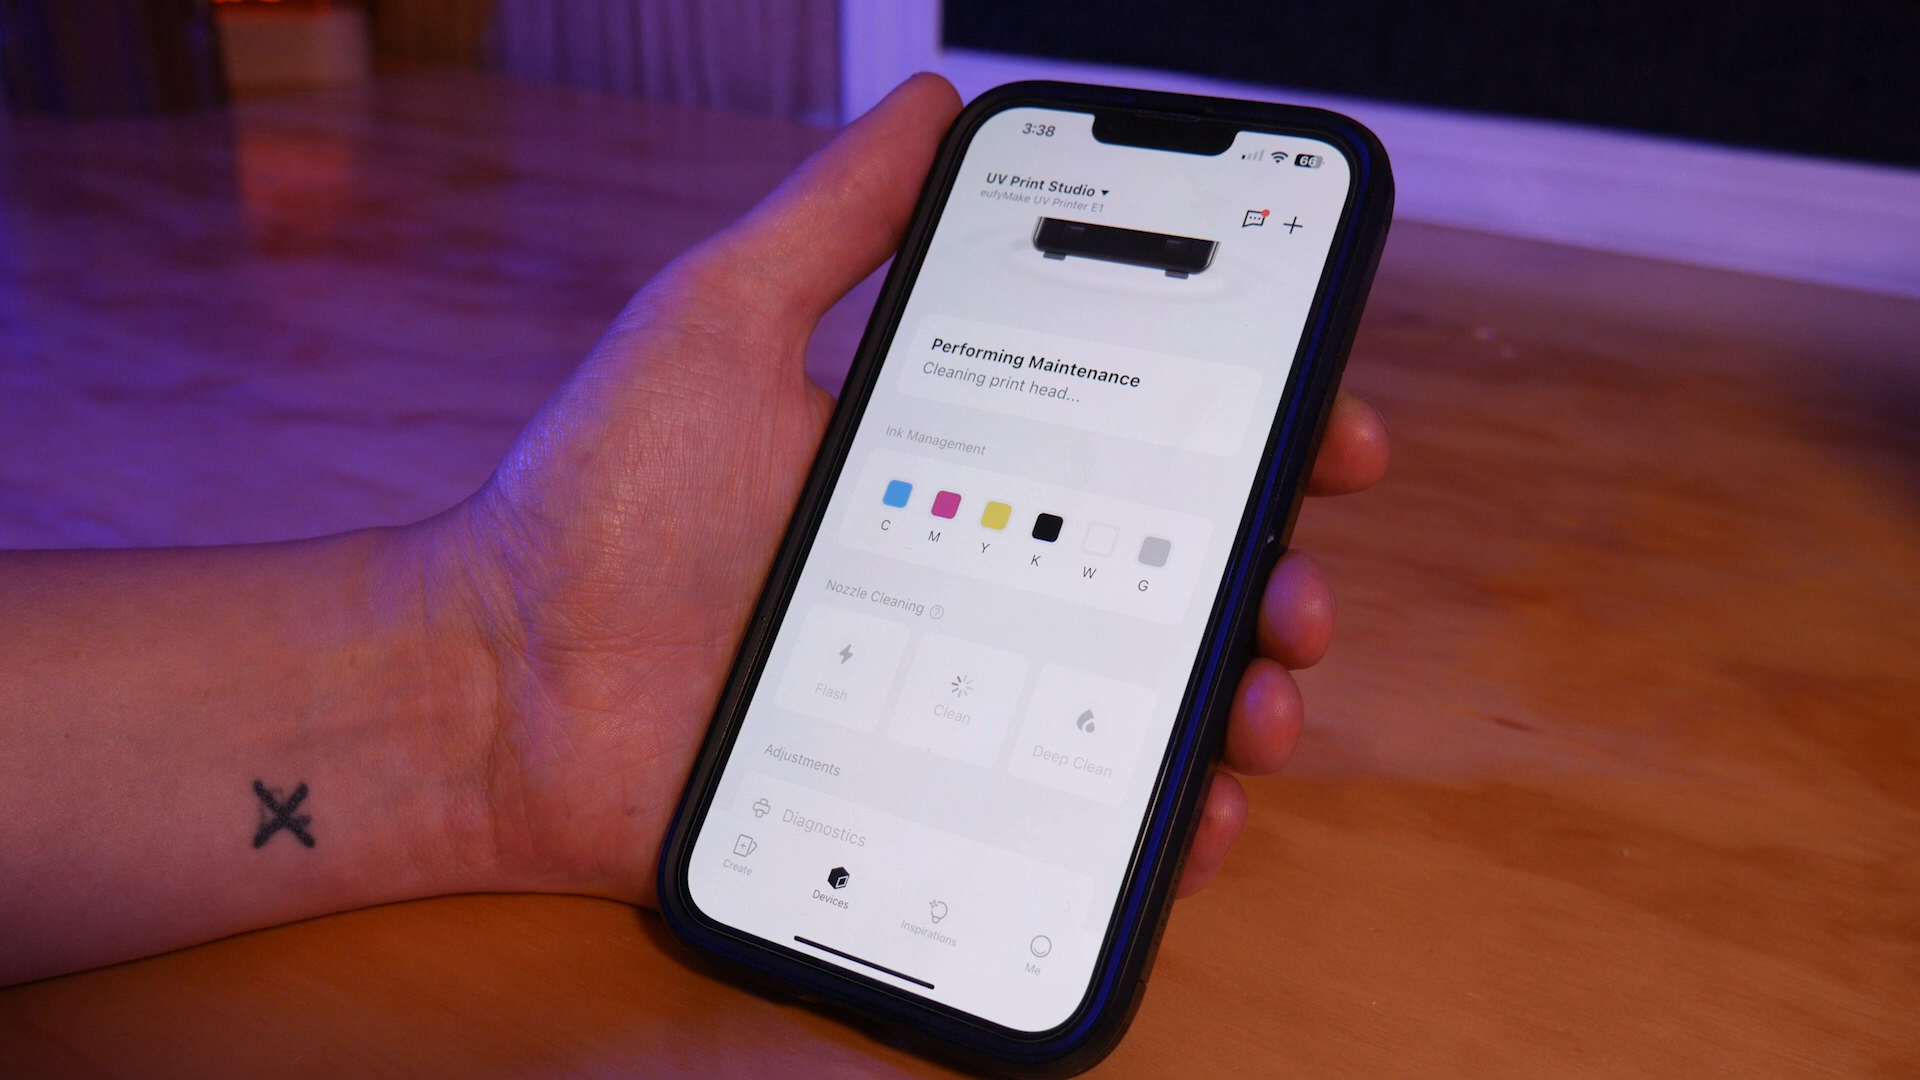 3:38
66
UV Print Studio
eufyMake UV Printer E1
Performing Maintenance
Cleaning print head...
Ink Management
C M Y K W G
Nozzle Cleaning ?
Flash
Clean
Deep Clean
Adjustments
Diagnostics
Create
Devices
Inspirations
Me